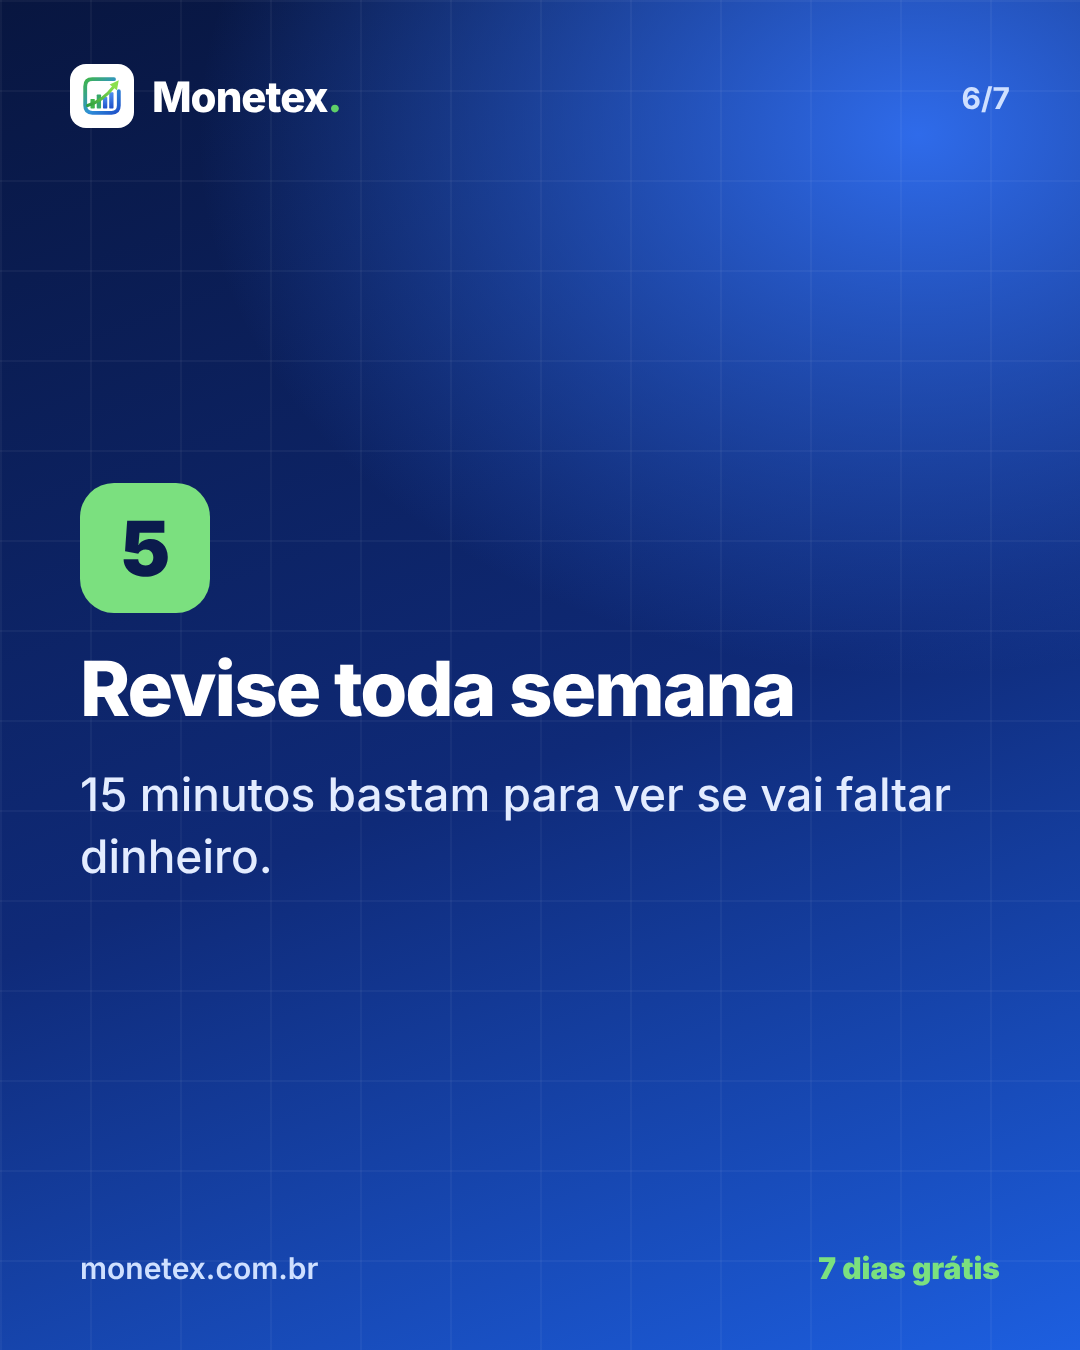 Monetex.
6/7
5
Revise toda semana
15 minutos bastam para ver se vai faltar
dinheiro.
monetex.com.br
7 dias grátis